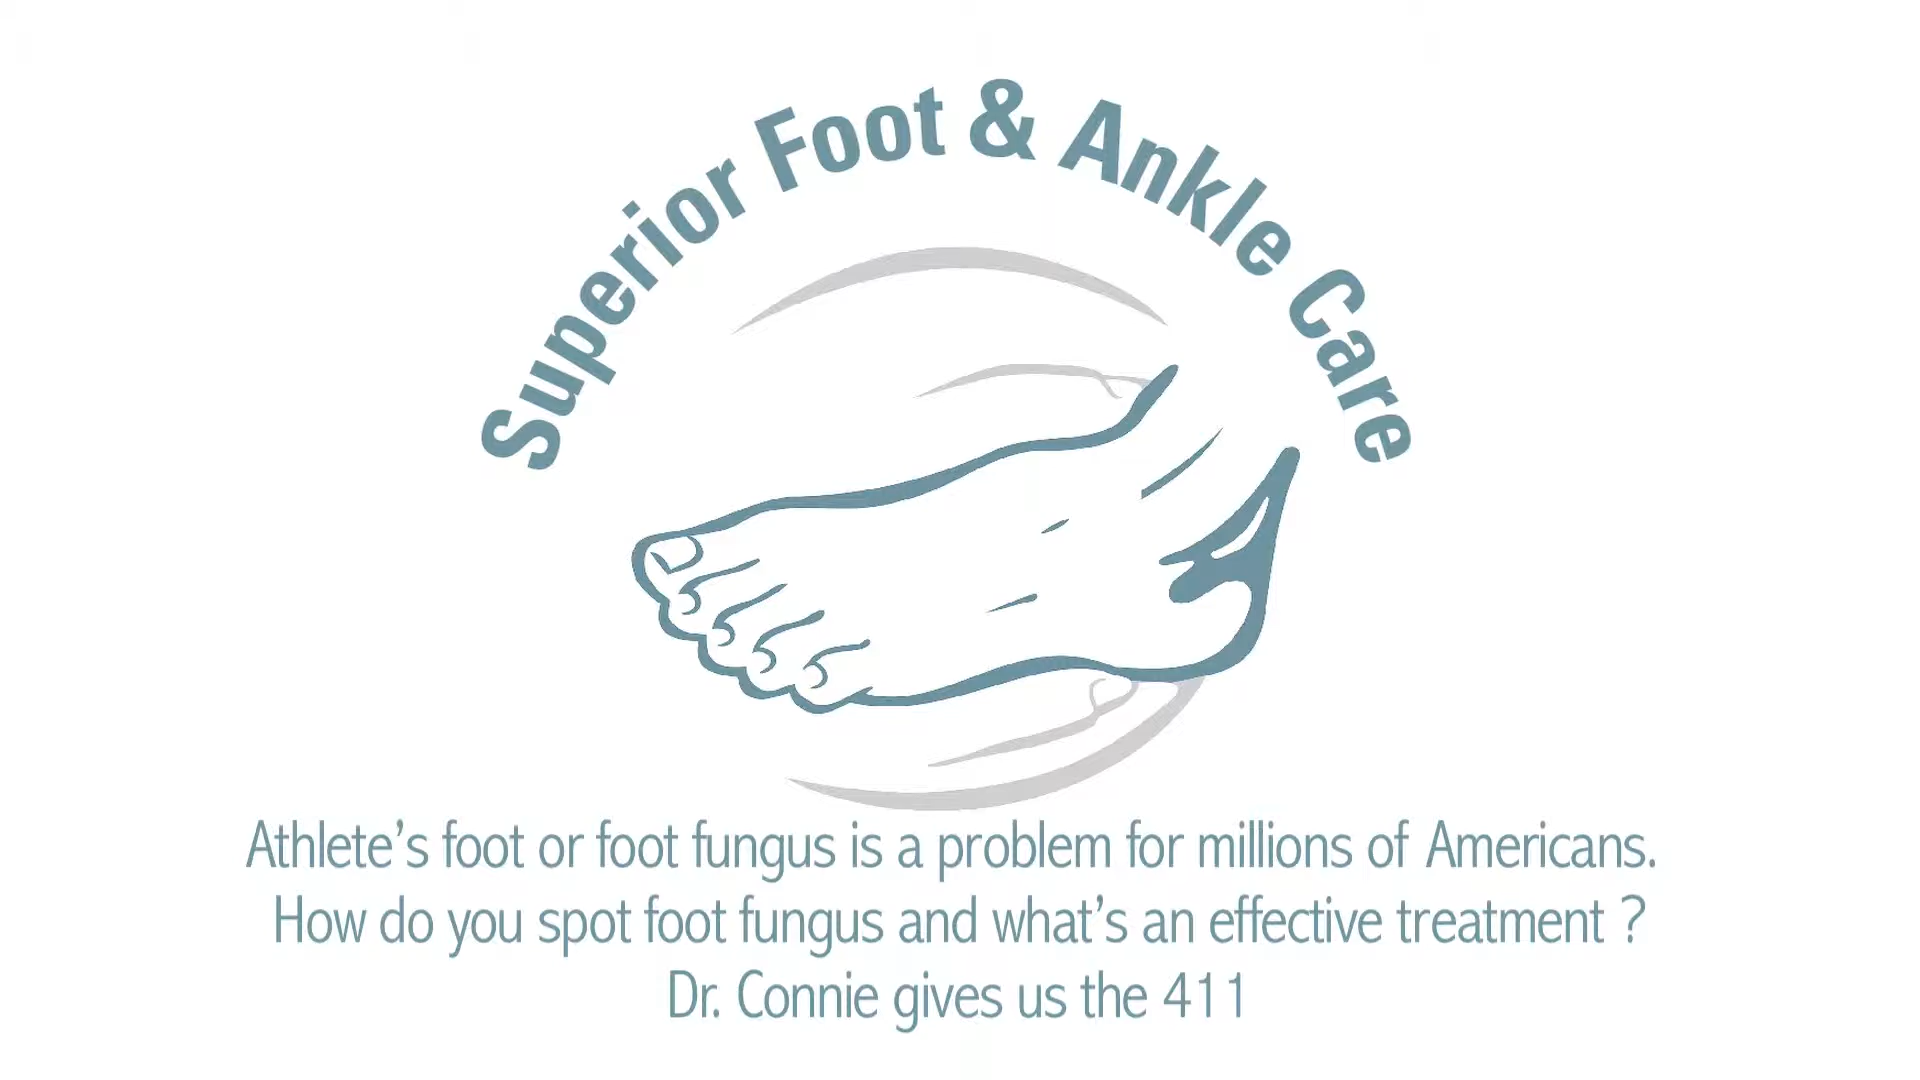 Superior Foot & Ankle Care
Athlete’s foot or foot fungus is a problem for millions of Americans.
How do you spot foot fungus and what’s an effective treatment ?
Dr. Connie gives us the 411